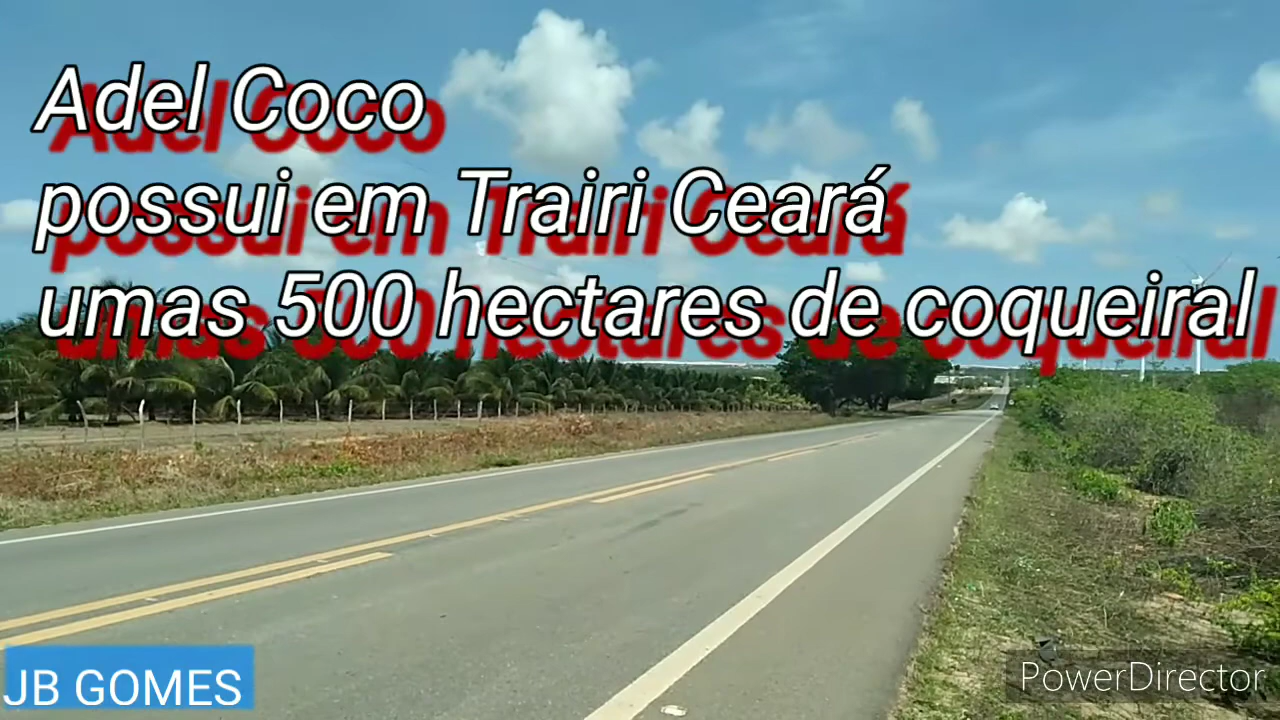 Adel Coco
possui em Trairi Ceará
umas 500 hectares de coqueiral
JB GOMES
PowerDirector